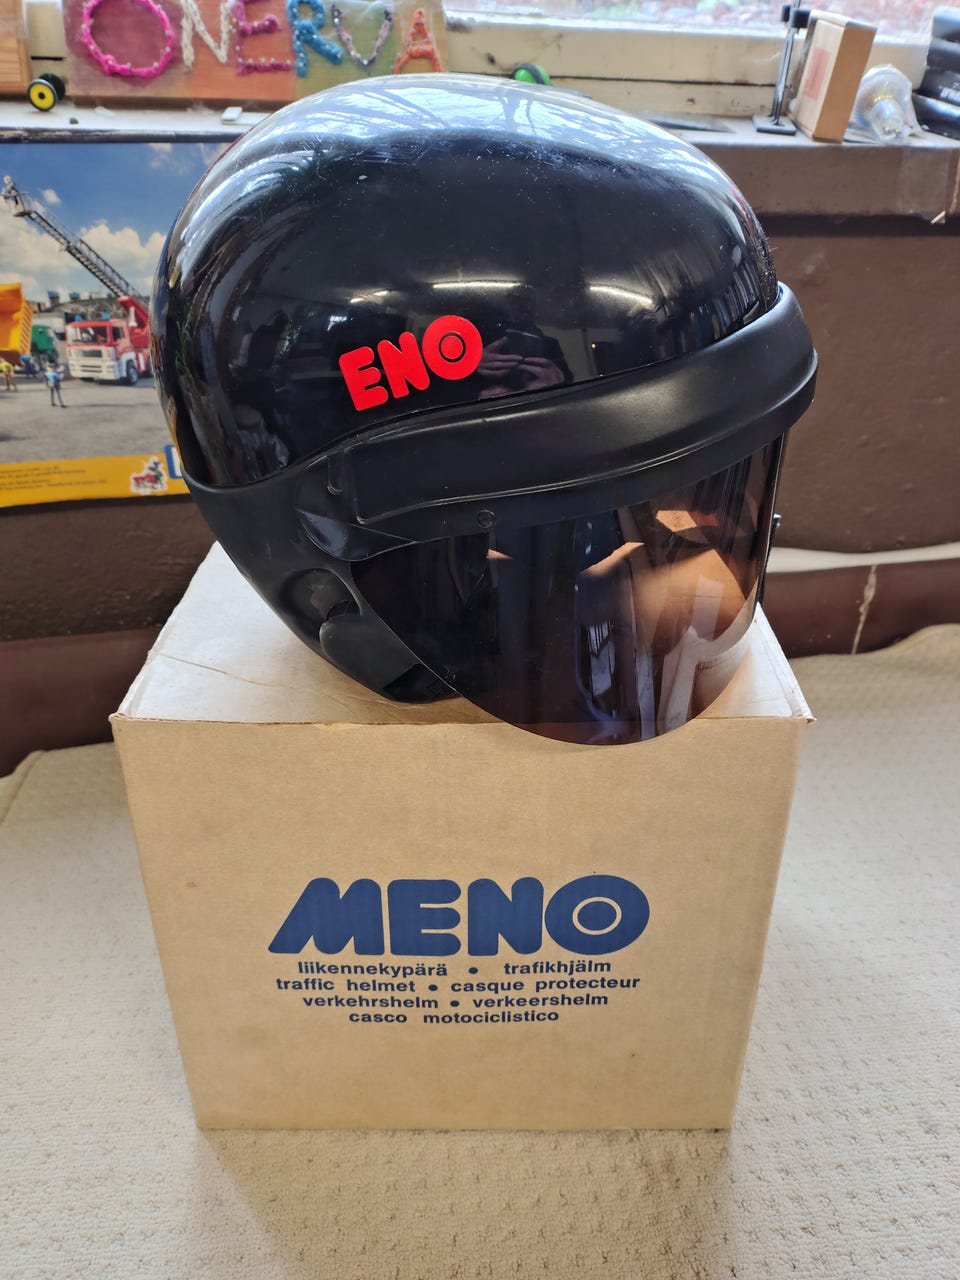 ONERVA
ENO
MENO
liikennekypärä • trafikhjälm
traffic helmet • casque protecteur
verkehrshelm • verkeershelm
casco motociclistico